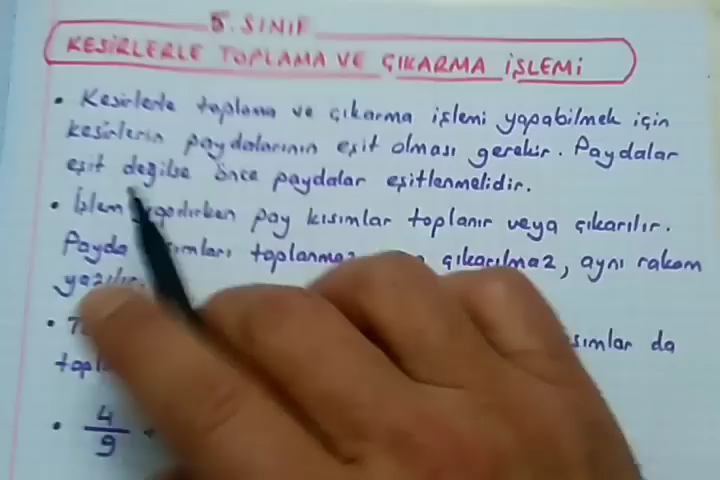 5. SINIF
KESİRLERLE TOPLAMA VE ÇIKARMA İŞLEMİ
• Kesirlerle toplama ve çıkarma işlemi yapabilmek için
kesirlerin paydalarının eşit olması gerekir. Paydalar
eşit değilse önce paydalar eşitlenmelidir.
• İşlem pay kısımlar toplanır veya çıkarılır.
Payda toplanmaz çıkarılmaz, aynı rakam
• da
• 4/9